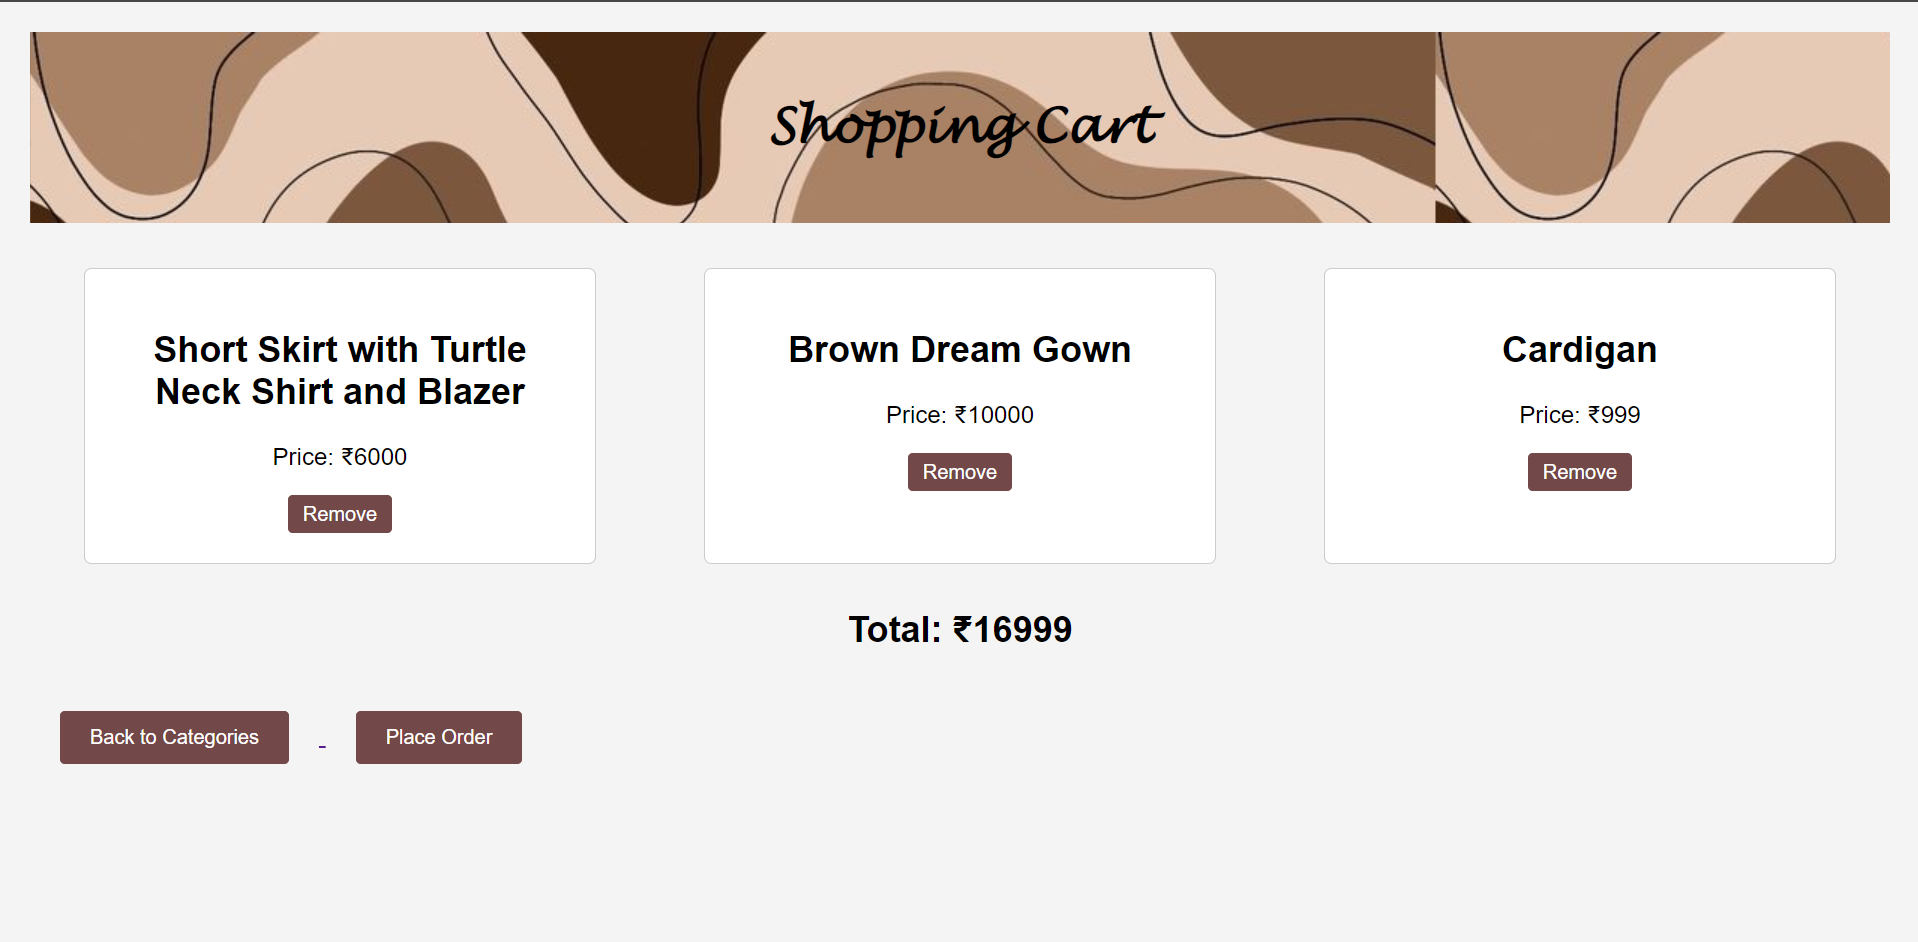 Shopping Cart
Short Skirt with Turtle
Neck Shirt and Blazer
Price: ₹6000
Remove
Brown Dream Gown
Price: ₹10000
Remove
Cardigan
Price: ₹999
Remove
Total: ₹16999
Back to Categories
Place Order